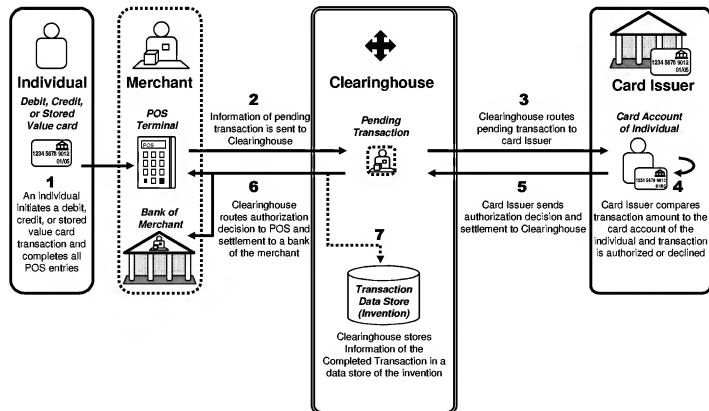 Individual
Debit, Credit,
or Stored
Value card
1234 5678 9012
01/05
1
An individual
initiates a debit,
credit, or stored
value card
transaction and
completes all
POS entries
Merchant
POS
Terminal
POS
Bank of
Merchant
2
Information of pending
transaction is sent to
Clearinghouse
6
Clearinghouse
routes authorization
decision to POS and
settlement to a bank
of the merchant
Clearinghouse
Pending
Transaction
7
Transaction
Data Store
(Invention)
Clearinghouse stores
Information of the
Completed Transaction in a
data store of the invention
3
Clearinghouse routes
pending transaction to
card Issuer
5
Card Issuer sends
authorization decision and
settlement to Clearinghouse
1234 5678 9012
01/05
Card Issuer
Card Account
of Individual
1234 5678 9012
01/05
4
Card Issuer compares
transaction amount to the
card account of the
individual and transaction
is authorized or declined